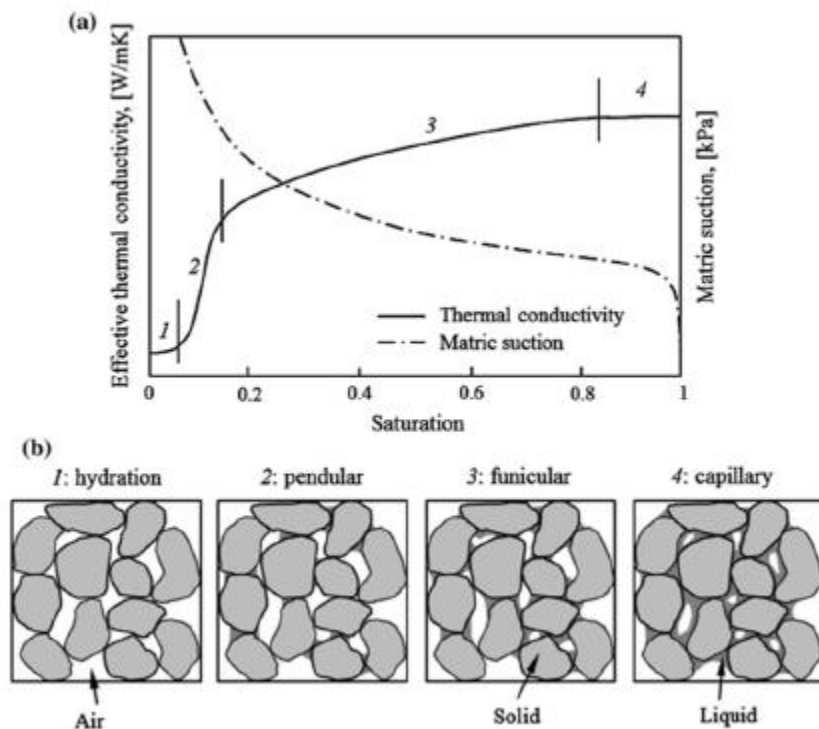 (a)
Effective thermal conductivity, [W/mK]
Matric suction, [kPa]
1
2
3
4
Thermal conductivity
Matric suction
0
0.2
0.4
0.6
0.8
1
Saturation
(b)
1: hydration
2: pendular
3: funicular
4: capillary
Air
Solid
Liquid